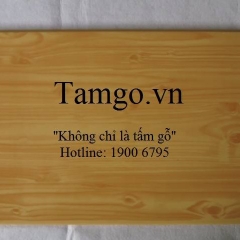 Tamgo.vn
"Không chỉ là tấm gỗ"
Hotline: 1900 6795